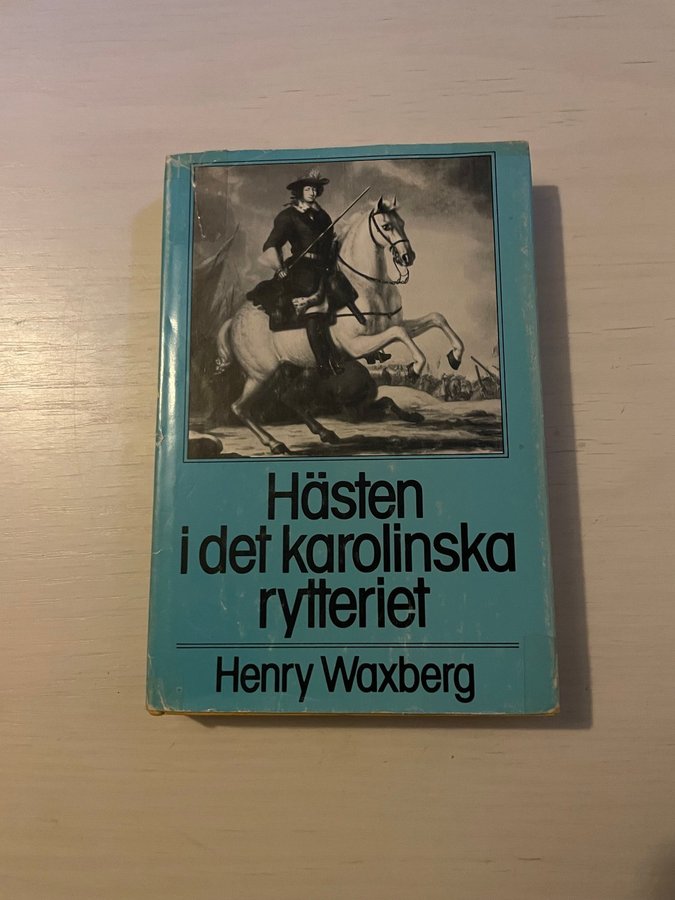 Hästen
i det karolinska
rytteriet
Henry Waxberg